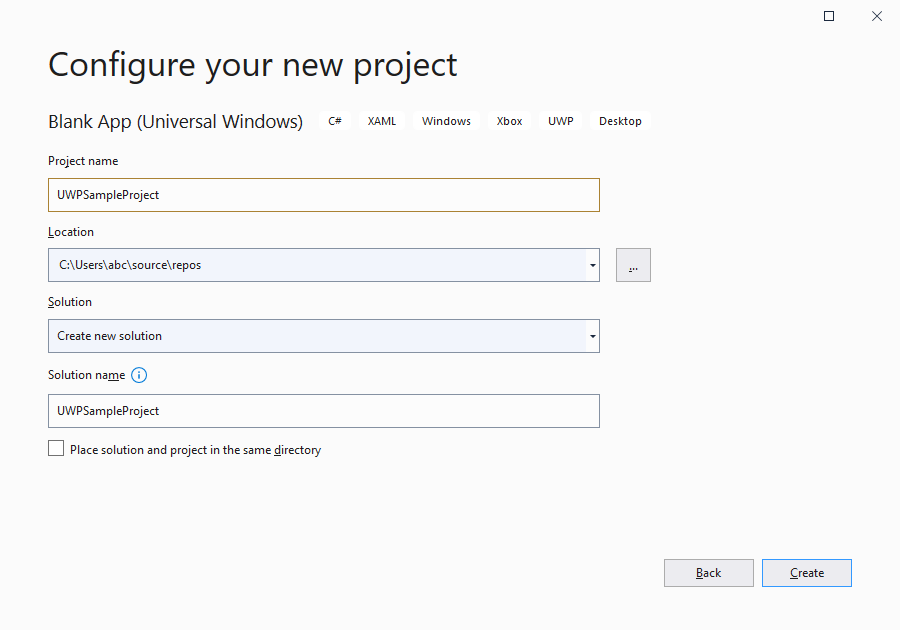 Configure your new project
Blank App (Universal Windows) C# XAML Windows Xbox UWP Desktop
Project name
UWPSampleProject
Location
C:\Users\abc\source\repos
...
Solution
Create new solution
Solution name
UWPSampleProject
Place solution and project in the same directory
Back Create